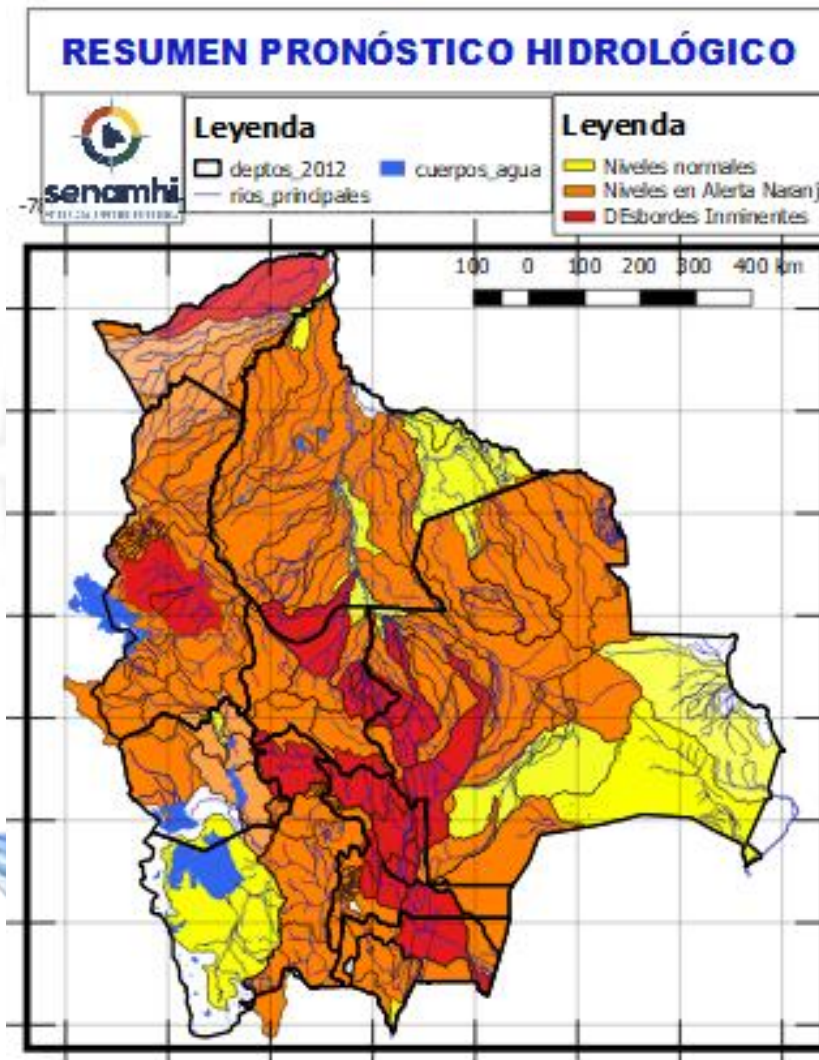 RESUMEN PRONÓSTICO HIDROLÓGICO
senamhi
Leyenda
deptos_2012
cuerpos_agua
rios_principales
Leyenda
Niveles normales
Niveles en Alerta Naranj
DEsbordes Inminentes
-78
100 0 100 200 300 400 km